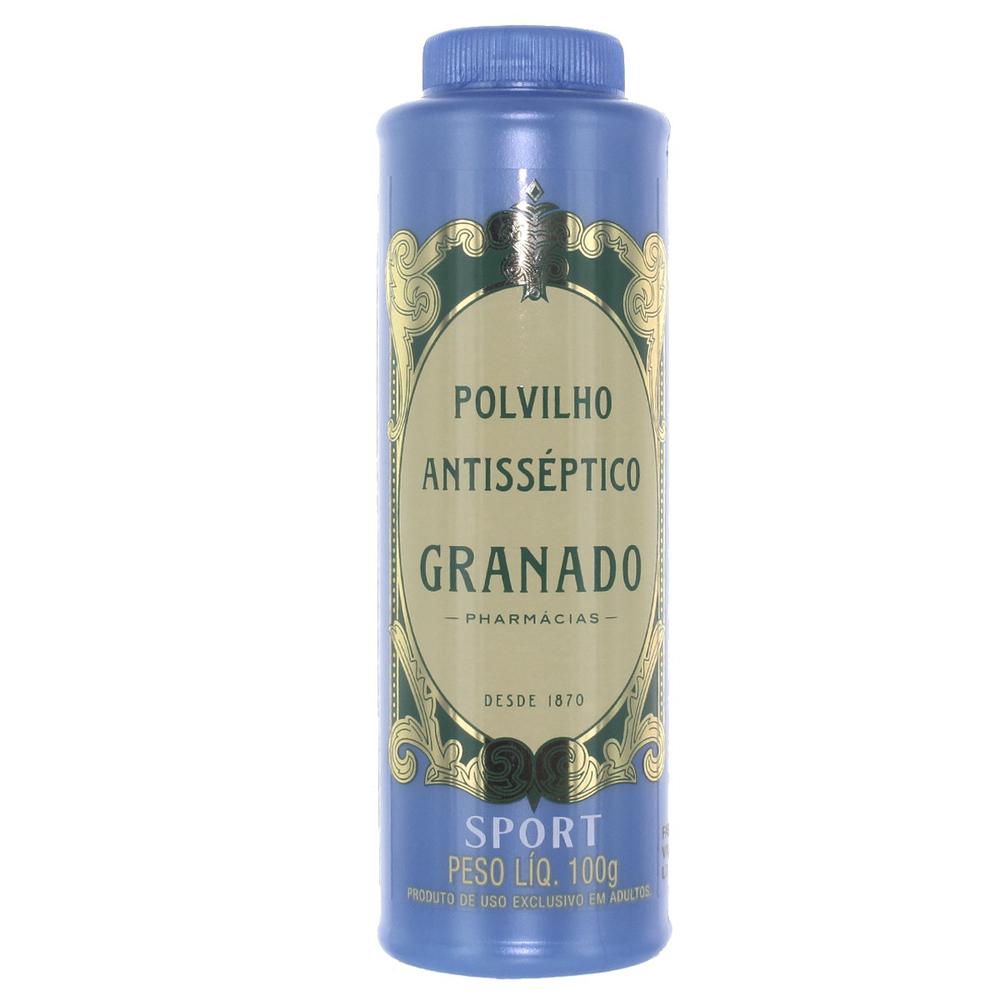 POLVILHO
ANTISSÉPTICO
GRANADO
— PHARMÁCIAS —
DESDE 1870
SPORT
PESO LÍQ. 100g
PRODUTO DE USO EXCLUSIVO EM ADULTOS.